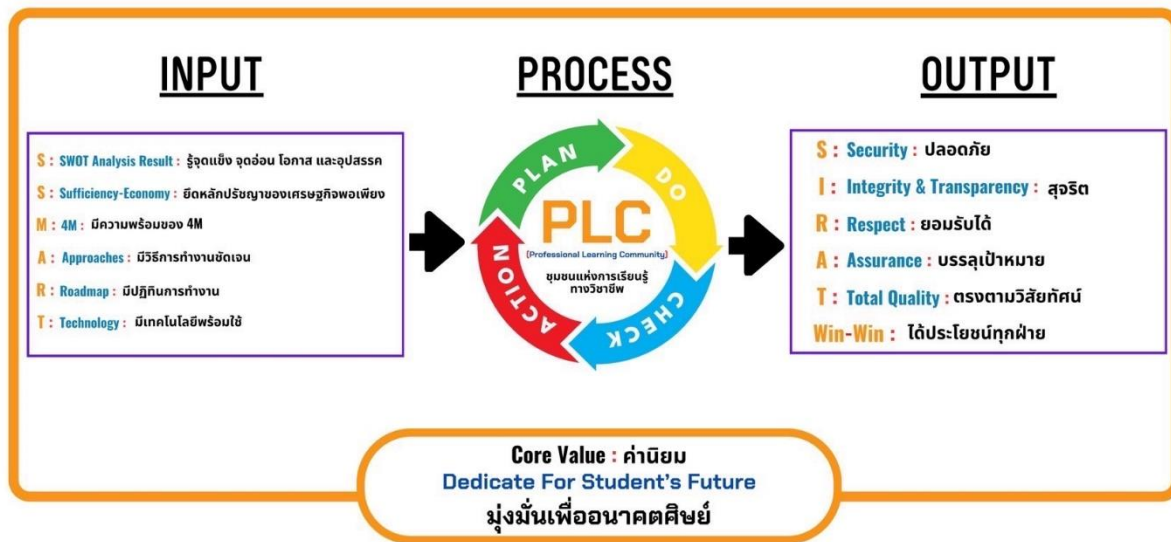 INPUT
S : SWOT Analysis Result : รู้จุดแข็ง จุดอ่อน โอกาส และอุปสรรค
S : Sufficiency-Economy : ยึดหลักปรัชญาของเศรษฐกิจพอเพียง
M : 4M : มีความพร้อมของ 4M
A : Approaches : มีวิธีการทำงานชัดเจน
R : Roadmap : มีปฏิทินการทำงาน
T : Technology : มีเทคโนโลยีพร้อมใช้
PROCESS
PLAN
DO
CHECK
ACTION
PLC
(Professional Learning Community)
ชุมชนแห่งการเรียนรู้
ทางวิชาชีพ
OUTPUT
S : Security : ปลอดภัย
I : Integrity & Transparency : สุจริต
R : Respect : ยอมรับได้
A : Assurance : บรรลุเป้าหมาย
T : Total Quality : ตรงตามวิสัยทัศน์
Win-Win : ได้ประโยชน์ทุกฝ่าย
Core Value : ค่านิยม
Dedicate For Student's Future
มุ่งมั่นเพื่ออนาคตศิษย์